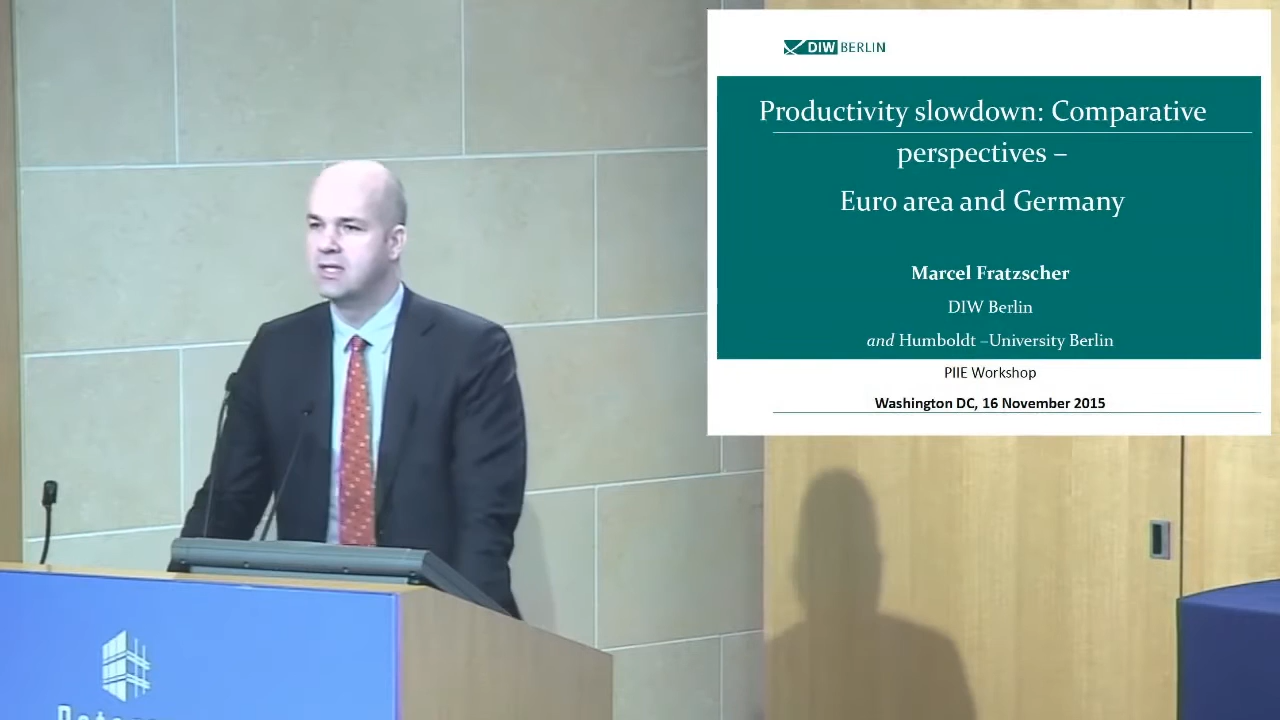 DIW BERLIN
Productivity slowdown: Comparative
perspectives –
Euro area and Germany
Marcel Fratzscher
DIW Berlin
and Humboldt –University Berlin
PIIE Workshop
Washington DC, 16 November 2015